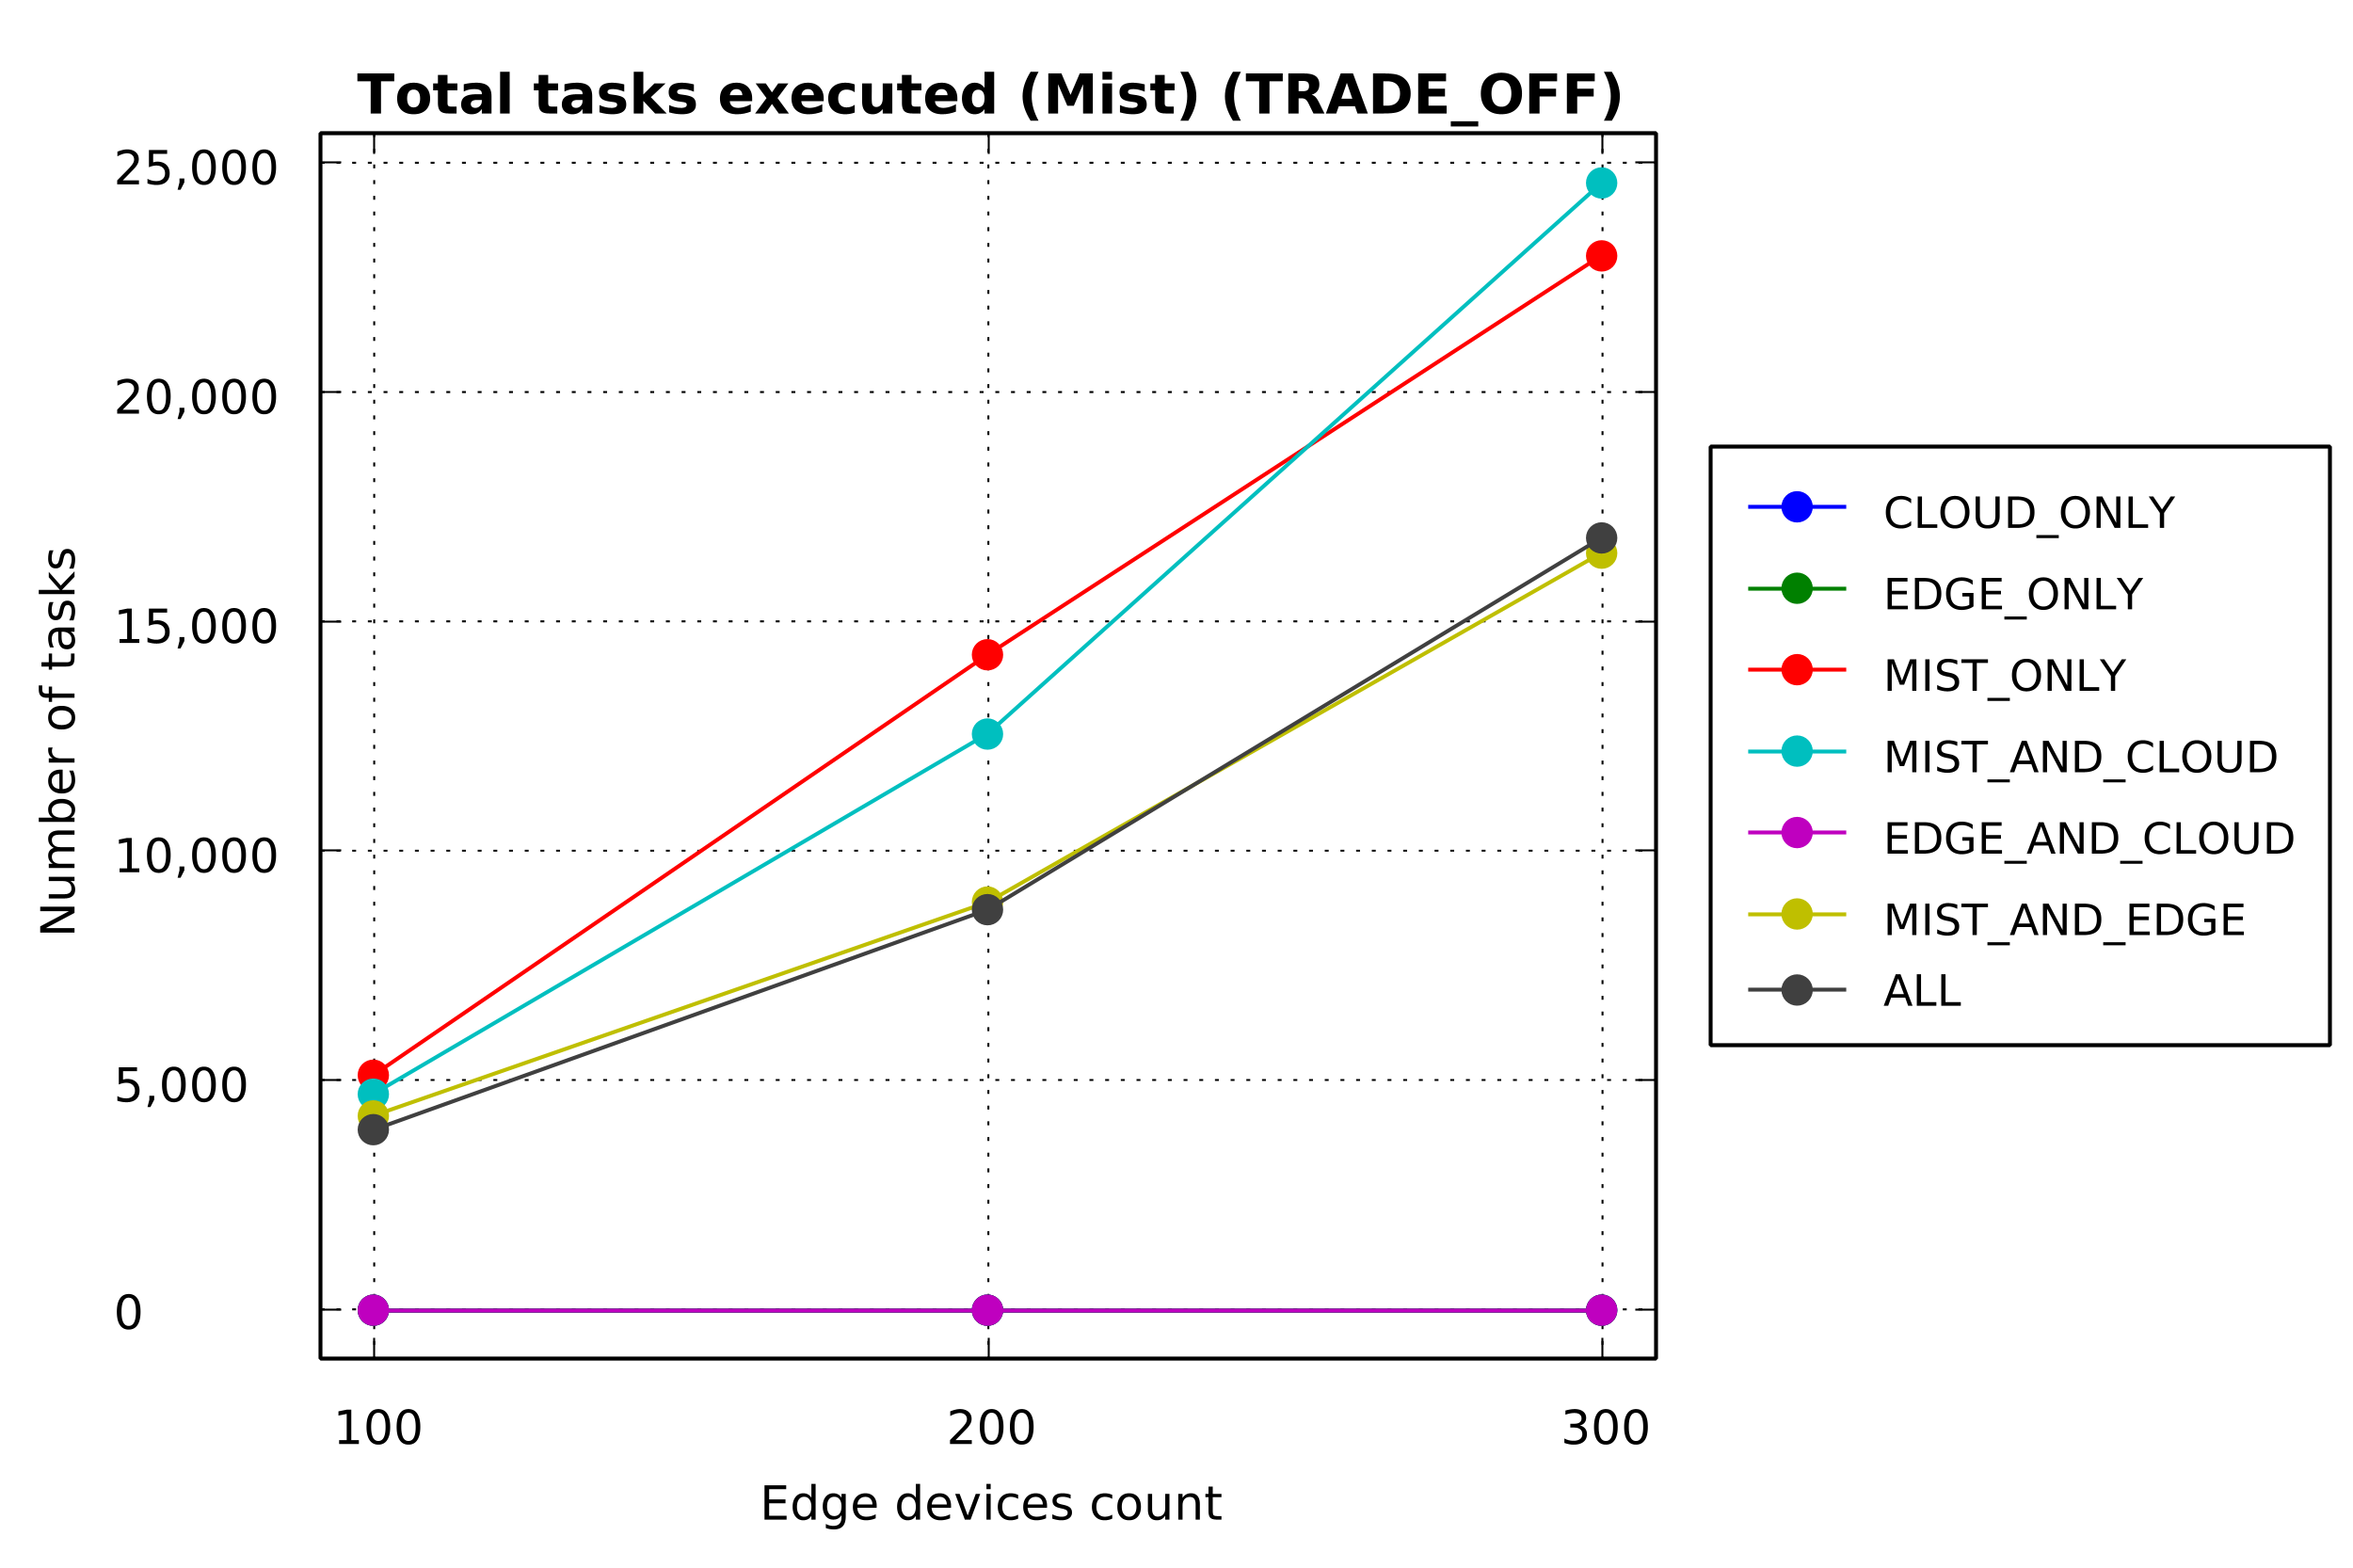 Total tasks executed (Mist) (TRADE_OFF)
25,000
20,000
15,000
10,000
5,000
0
Number of tasks
100
200
300
Edge devices count
CLOUD_ONLY
EDGE_ONLY
MIST_ONLY
MIST_AND_CLOUD
EDGE_AND_CLOUD
MIST_AND_EDGE
ALL